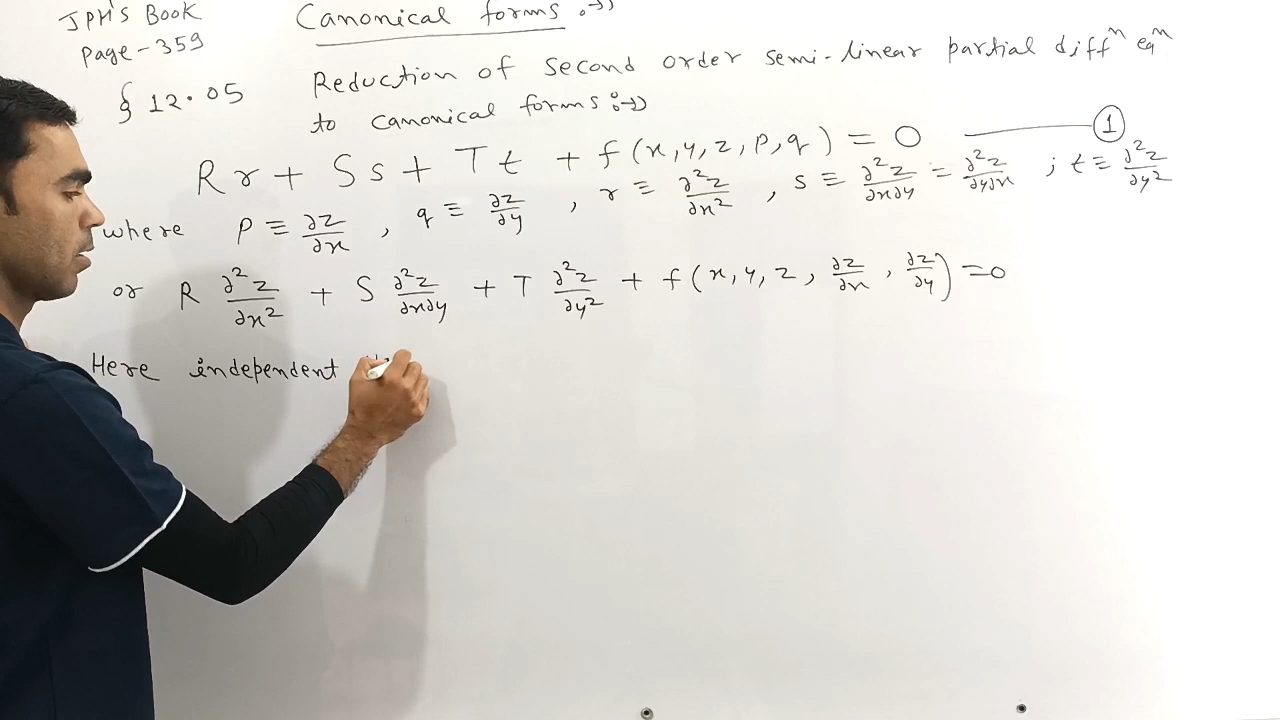 JPH's Book
Page-359
§ 12.05
Canonical forms :→
Reduction of second order semi-linear partial diffⁿ eqⁿ
to canonical forms :→
Rr + Ss + Tt + f(x,y,z,p,q) = 0 ——— ①
where p ≡ ∂z/∂x , q ≡ ∂z/∂y , r ≡ ∂²z/∂x² , s ≡ ∂²z/∂x∂y = ∂²z/∂y∂x ; t ≡ ∂²z/∂y²
or R ∂²z/∂x² + S ∂²z/∂x∂y + T ∂²z/∂y² + f(x,y,z, ∂z/∂x , ∂z/∂y) = 0
Here independent